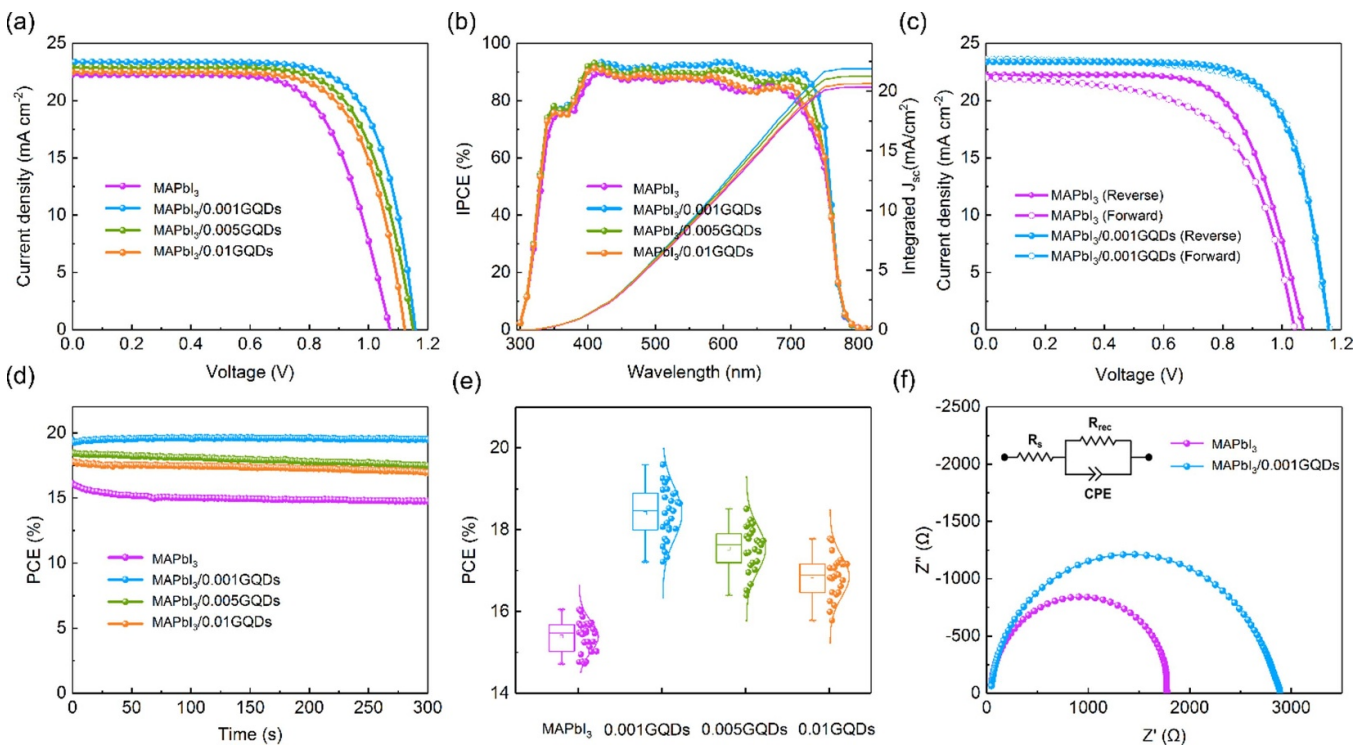 (a)
25
20
15
10
5
0
Current density (mA cm⁻²)
MAPbI₃
MAPbI₃/0.001GQDs
MAPbI₃/0.005GQDs
MAPbI₃/0.01GQDs
0.0 0.2 0.4 0.6 0.8 1.0 1.2
Voltage (V)
(b)
100
80
60
40
20
0
IPCE (%)
MAPbI₃
MAPbI₃/0.001GQDs
MAPbI₃/0.005GQDs
MAPbI₃/0.01GQDs
20
15
10
5
0
Integrated Jsc(mA/cm²)
300 400 500 600 700 800
Wavelength (nm)
(c)
25
20
15
10
5
0
Current density (mA cm⁻²)
MAPbI₃ (Reverse)
MAPbI₃ (Forward)
MAPbI₃/0.001GQDs (Reverse)
MAPbI₃/0.001GQDs (Forward)
0.0 0.2 0.4 0.6 0.8 1.0 1.2
Voltage (V)
(d)
20
15
10
5
0
PCE (%)
MAPbI₃
MAPbI₃/0.001GQDs
MAPbI₃/0.005GQDs
MAPbI₃/0.01GQDs
0 50 100 150 200 250 300
Time (s)
(e)
20
18
16
14
PCE (%)
MAPbI₃ 0.001GQDs 0.005GQDs 0.01GQDs
(f)
-2500
-2000
-1500
-1000
-500
0
Z'' (Ω)
Rs
Rrec
CPE
MAPbI₃
MAPbI₃/0.001GQDs
0 1000 2000 3000
Z' (Ω)